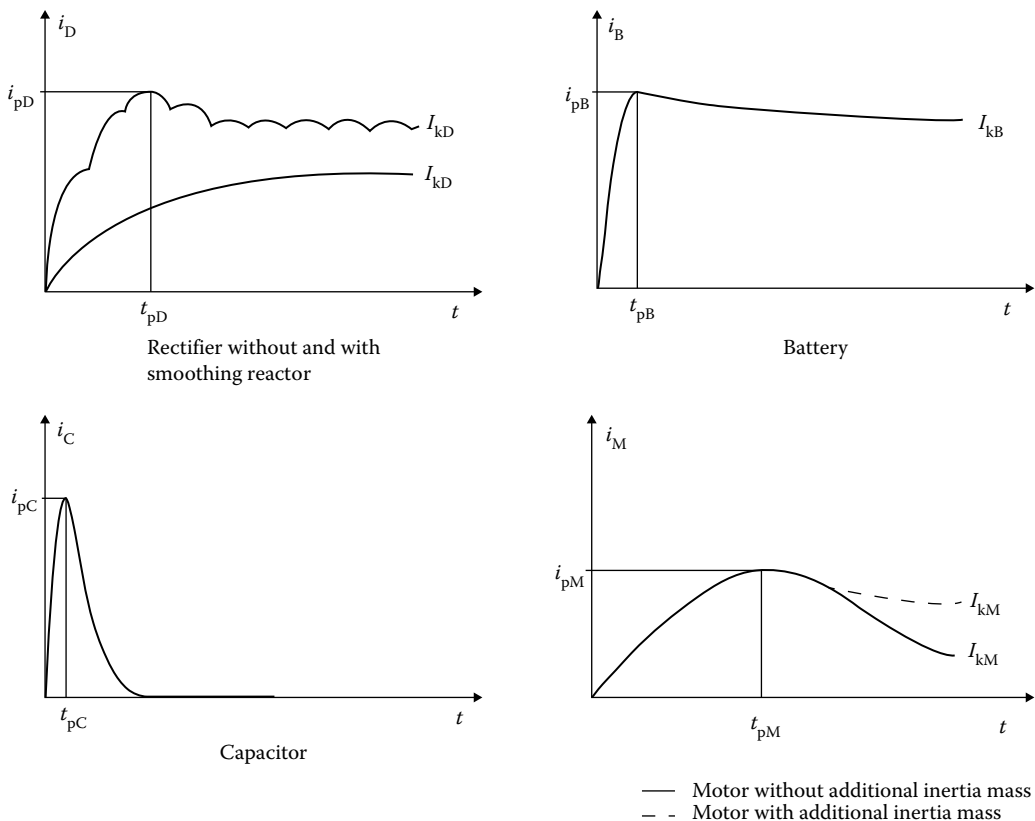 i_D
i_pD
I_kD
I_kD
t_pD
t
Rectifier without and with
smoothing reactor
i_B
i_pB
I_kB
t_pB
t
Battery
i_C
i_pC
t_pC
t
Capacitor
i_M
i_pM
I_kM
I_kM
t_pM
t
Motor without additional inertia mass
Motor with additional inertia mass